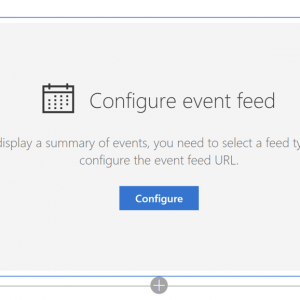 Configure event feed
display a summary of events, you need to select a feed ty
configure the event feed URL.
Configure